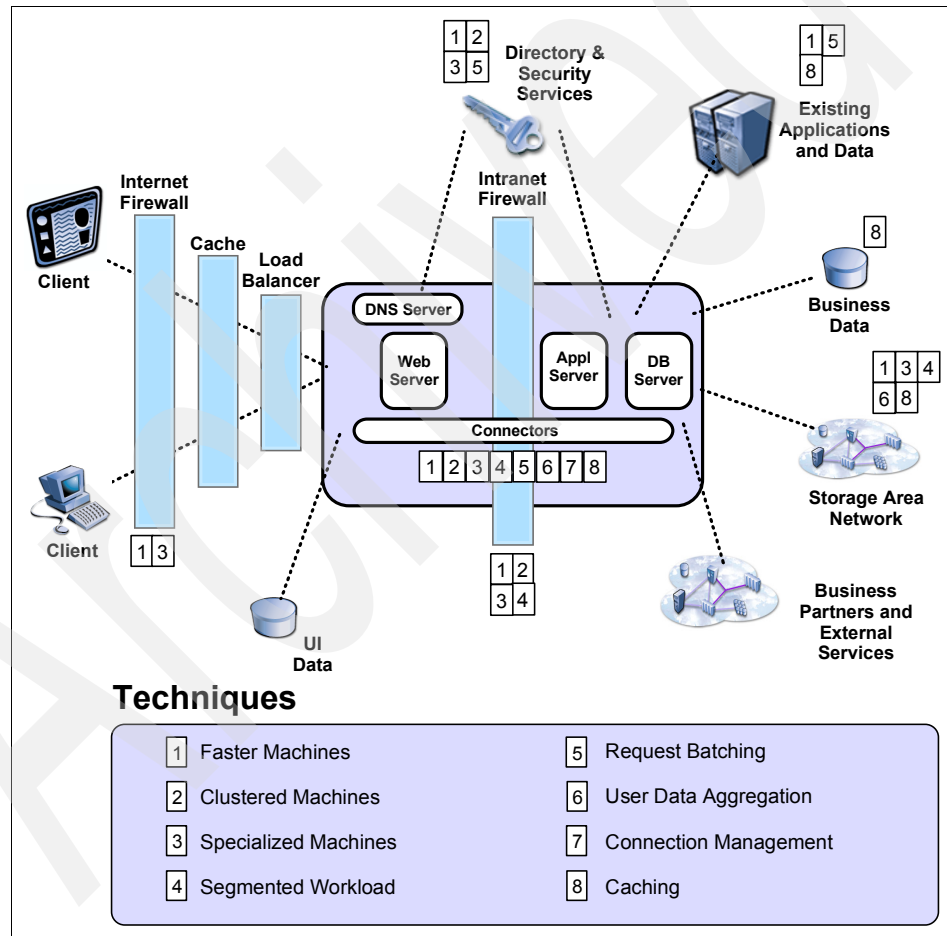 1 2
3 5
Directory &
Security
Services
1 5
8
Existing
Applications
and Data
Internet
Firewall
Intranet
Firewall
Cache
Load
Balancer
Client
8
Business
Data
DNS Server
Web
Server
Appl
Server
DB
Server
1 3 4
6 8
Connectors
1 2 3 4 5 6 7 8
Storage Area
Network
Client
1 3
1 2
3 4
UI
Data
Business
Partners and
External
Services
Techniques
1 Faster Machines
2 Clustered Machines
3 Specialized Machines
4 Segmented Workload
5 Request Batching
6 User Data Aggregation
7 Connection Management
8 Caching
Archived